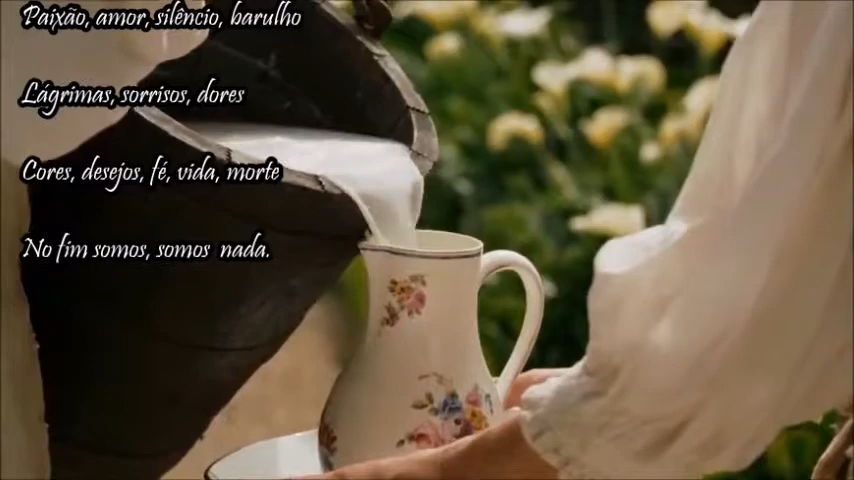 Paixão, amor, silêncio, barulho
Lágrimas, sorrisos, dores
Cores, desejos, fé, vida, morte
No fim somos, somos nada.